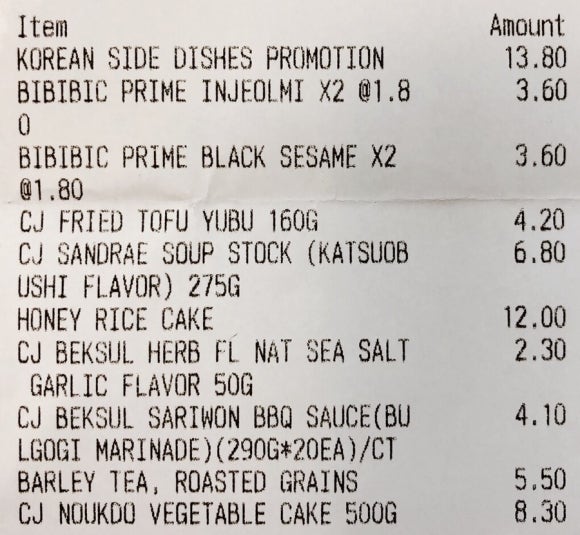 Item Amount
KOREAN SIDE DISHES PROMOTION 13.80
BIBIBIC PRIME INJEOLMI X2 @1.8 3.60
0
BIBIBIC PRIME BLACK SESAME X2 3.60
@1.80
CJ FRIED TOFU YUBU 160G 4.20
CJ SANDRAE SOUP STOCK (KATSUOB 6.80
USHI FLAVOR) 275G
HONEY RICE CAKE 12.00
CJ BEKSUL HERB FL NAT SEA SALT 2.30
GARLIC FLAVOR 50G
CJ BEKSUL SARIWON BBQ SAUCE(BU 4.10
LGOGI MARINADE)(290G*20EA)/CT
BARLEY TEA, ROASTED GRAINS 5.50
CJ NOUKDO VEGETABLE CAKE 500G 8.30